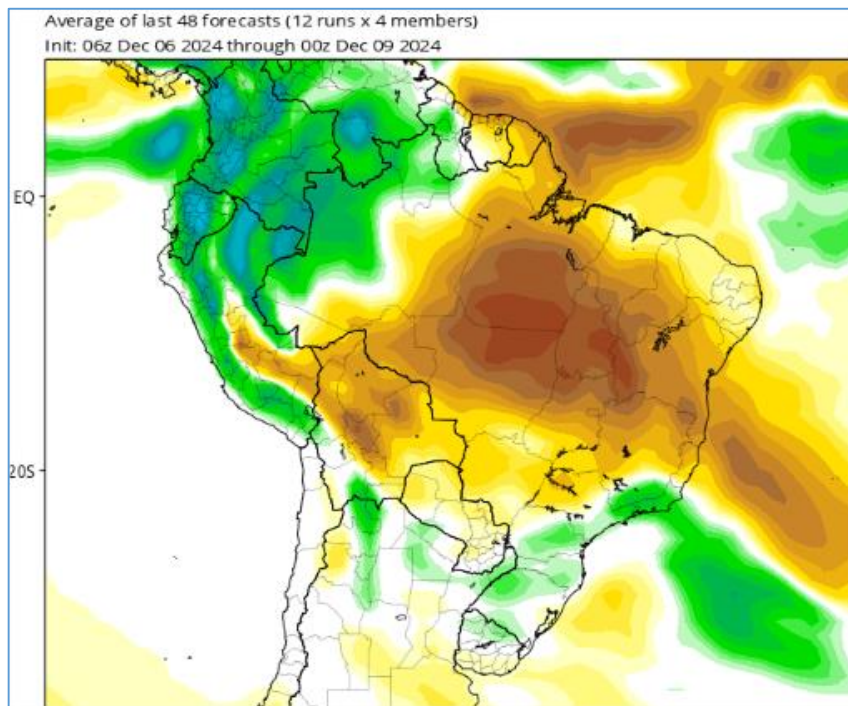 Average of last 48 forecasts (12 runs x 4 members)
Init: 06z Dec 06 2024 through 00z Dec 09 2024
EQ
20S